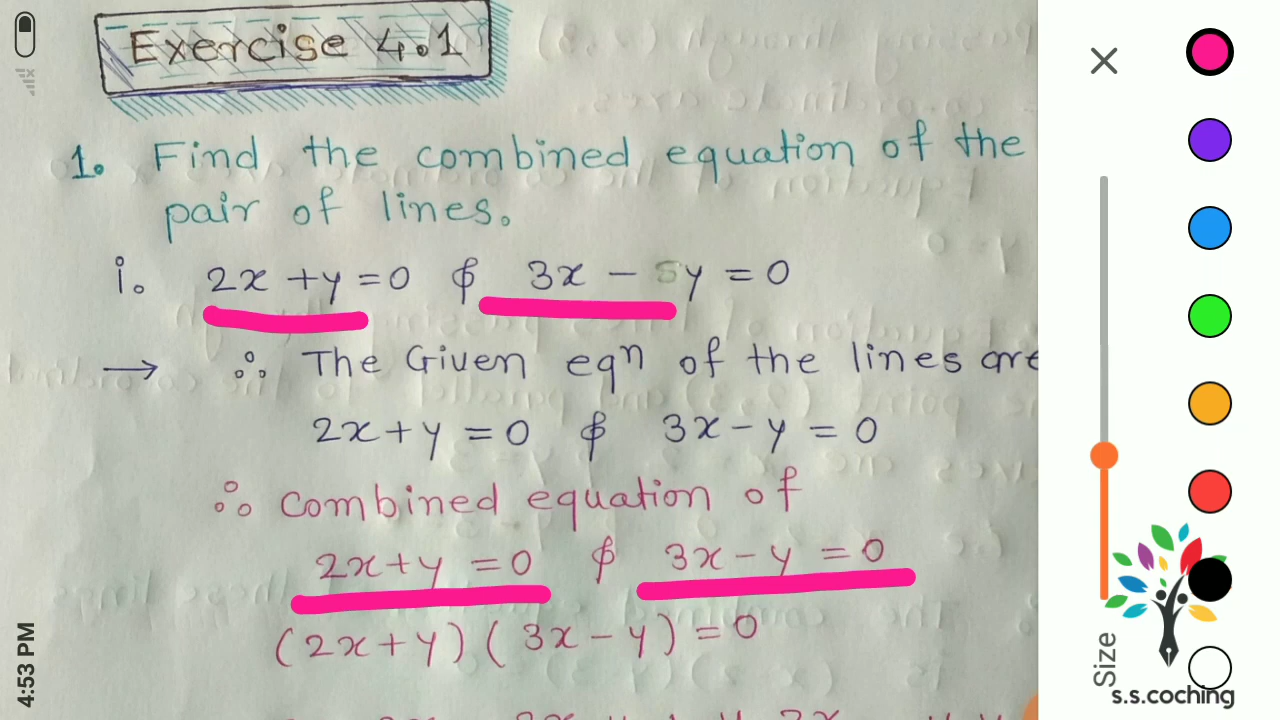 Exercise 4.1
1. Find the combined equation of the
pair of lines.
i. 2x + y = 0 & 3x - y = 0
→ ∴ The Given eqn of the lines are
2x + y = 0 & 3x - y = 0
∴ Combined equation of
2x + y = 0 & 3x - y = 0
(2x + y) (3x - y) = 0
4:53 PM
Size
s.s.coching